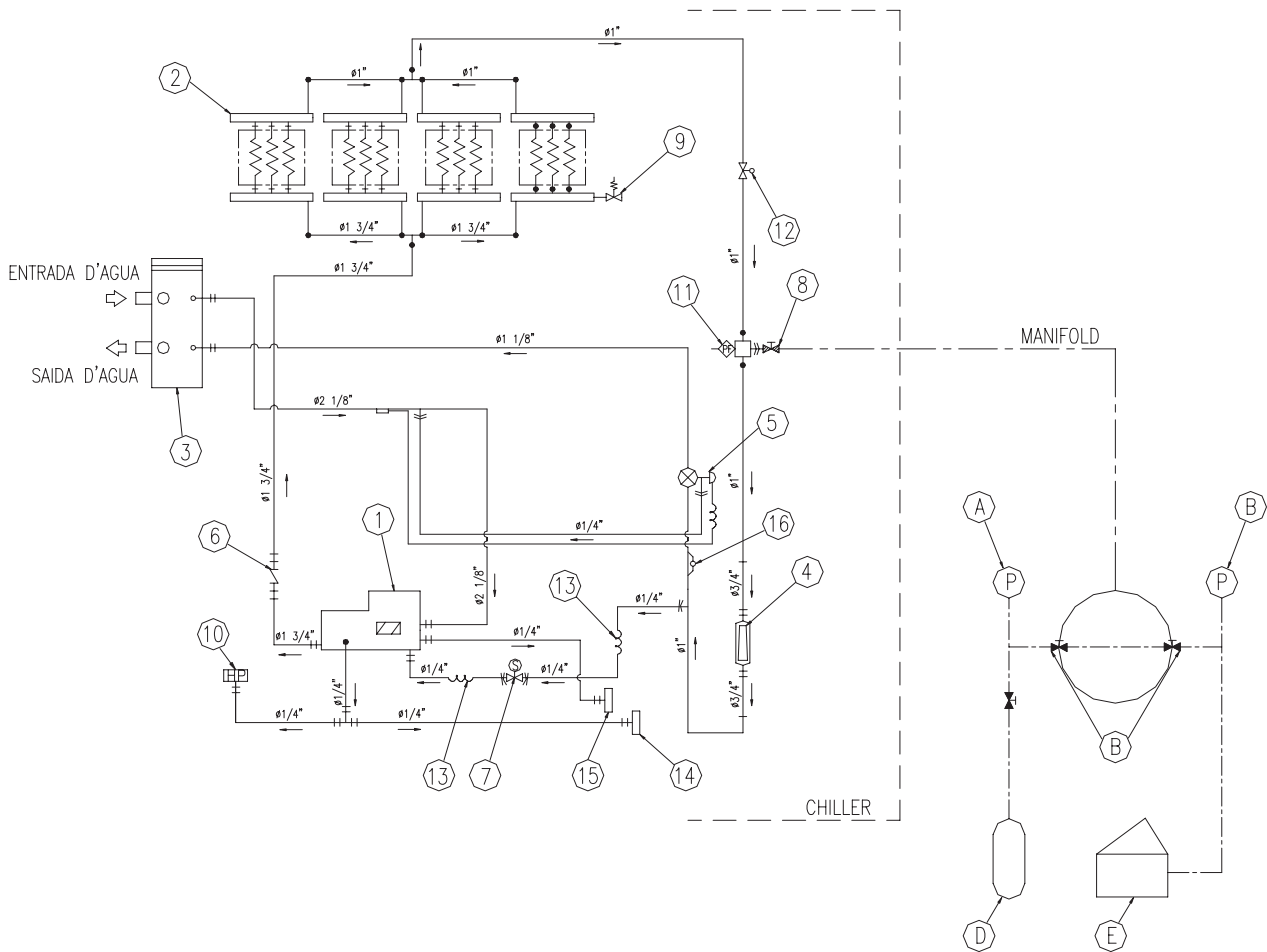 ø1"
ø1"
ø1"
2
9
12
ø1 3/4"
ø1 3/4"
ø1 3/4"
ø1"
ENTRADA D'AGUA
SAIDA D'AGUA
11
PF
8
MANIFOLD
ø1 1/8"
ø2 1/8"
3
5
ø1 3/4"
ø1"
ø1/4"
16
A
B
6
1
ø2 1/8"
13
ø1/4"
ø3/4"
4
P
P
10
HP
ø1 3/4"
ø1/4"
ø1/4"
S
ø1/4"
ø1"
ø1/4"
ø3/4"
ø1/4"
ø1/4"
13
7
15
14
B
CHILLER
D
E